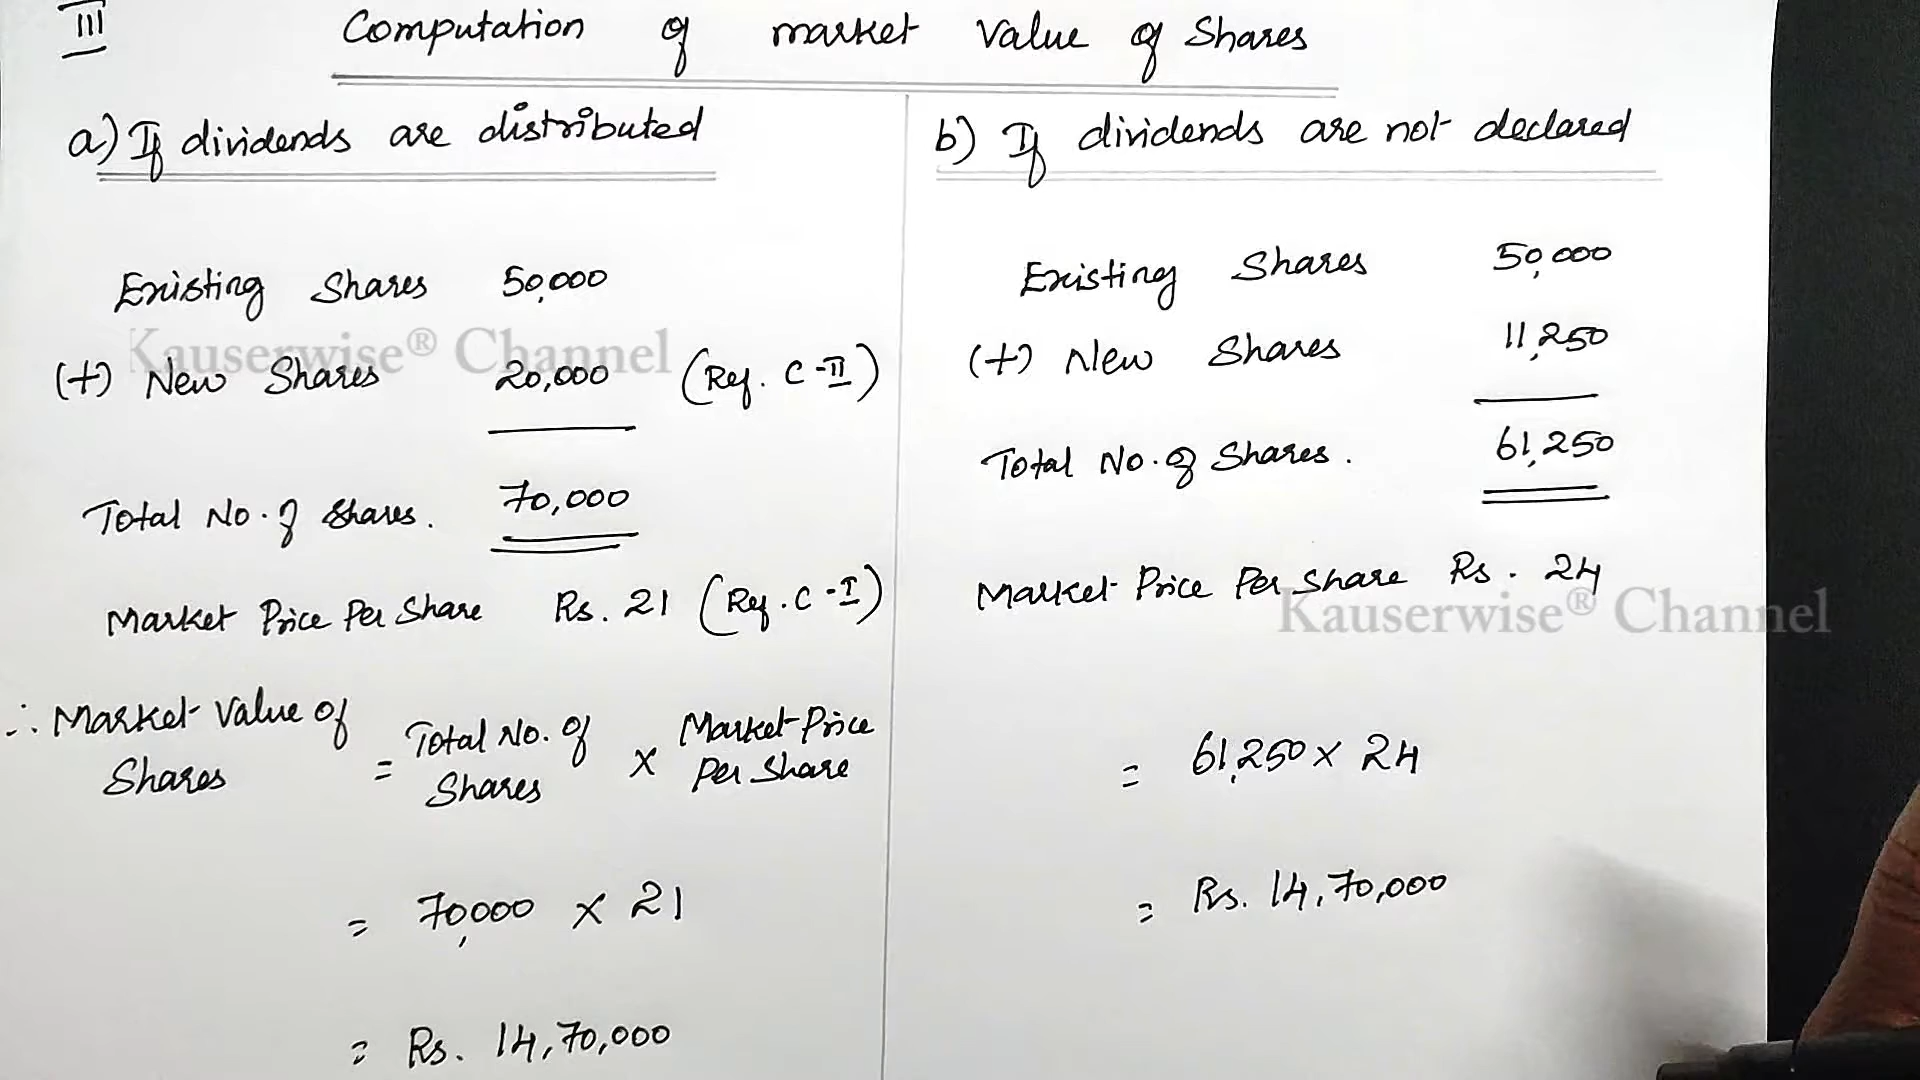 III
Computation of market value of Shares
a) If dividends are distributed
Existing Shares 50,000
(+) New Shares 20,000 (Ref. C-II)
Total No. of Shares. 70,000
Market Price Per Share Rs. 21 (Ref. C-I)
∴ Market Value of Shares = Total No. of Shares × Market Price Per Share
= 70,000 × 21
= Rs. 14,70,000
b) If dividends are not declared
Existing Shares 50,000
(+) New Shares 11,250
Total No. of Shares. 61,250
Market Price Per Share Rs. 24
= 61,250 × 24
= Rs. 14,70,000
Kauserwise® Channel
Kauserwise® Channel